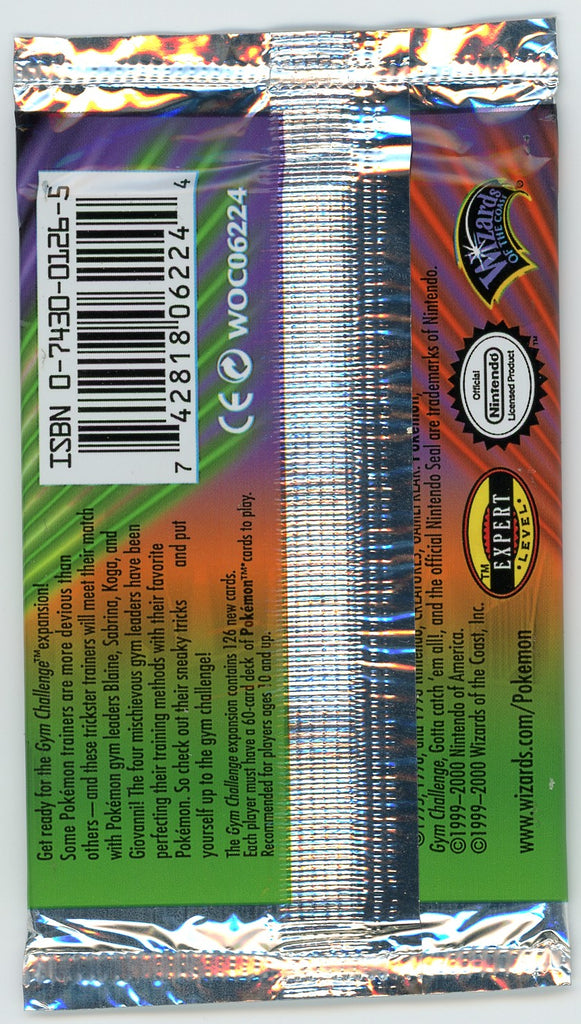 Get ready for the Gym Challenge™ expansion!
Some Pokémon trainers are more devious than
others — and these trickster trainers will meet their match
with Pokémon gym leaders Blaine, Sabrina, Koga, and
Giovanni! The four mischievous gym leaders have been
perfecting their training methods with their favorite
Pokémon. So check out their sneaky tricks and put
yourself up to the gym challenge!
The Gym Challenge expansion contains 126 new cards.
Each player must have a 60-card deck of Pokémon™ cards to play.
Recommended for players ages 10 and up.
ISBN 0-7430-0126-5
7 42818 06224 4
CE WOC06224
Gym Challenge, Gotta catch 'em all!, and the official Nintendo Seal are trademarks of Nintendo.
©1999–2000 Nintendo of America.
©1999–2000 Wizards of the Coast, Inc.
www.wizards.com/Pokemon
™
EXPERT
LEVEL
Official
Nintendo®
Licensed Product
™
Wizards
OF THE COAST
®